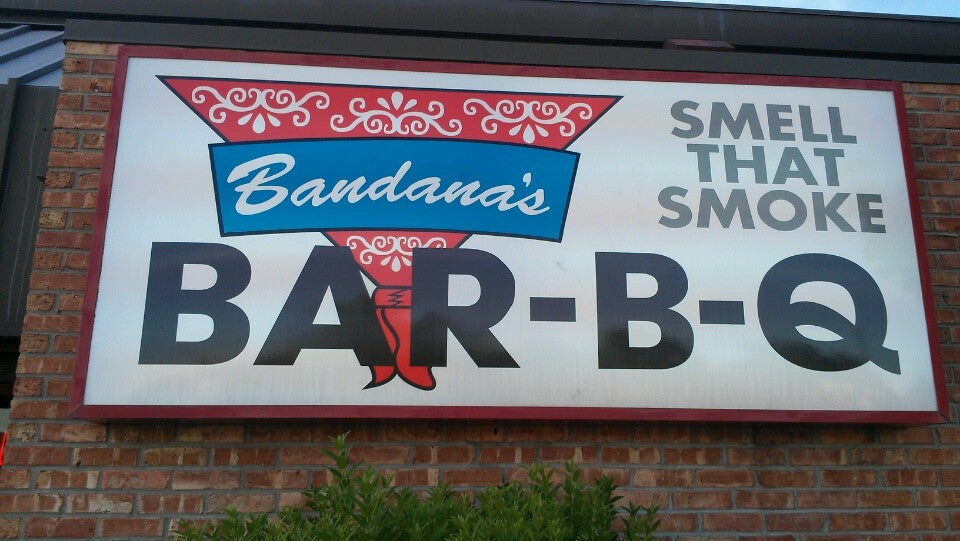 Bandana's
BAR-B-Q
SMELL
THAT
SMOKE